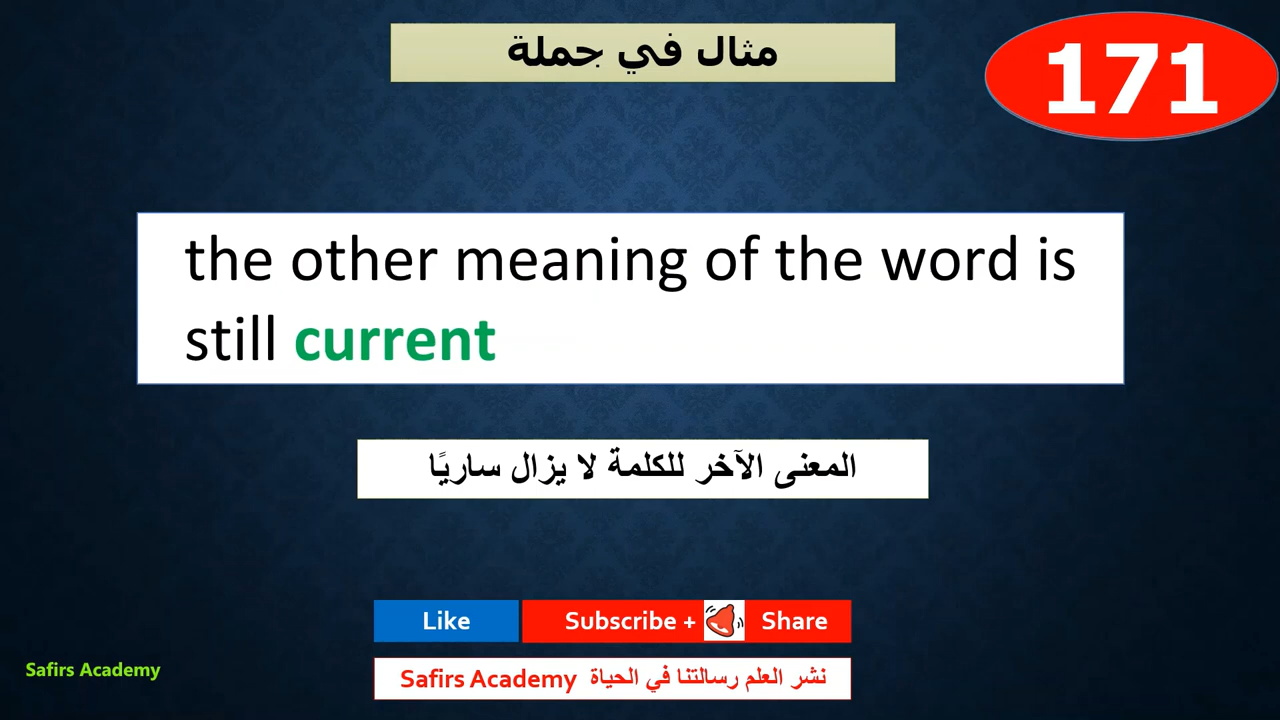 مثال في جملة
171
the other meaning of the word is
still current
المعنى الآخر للكلمة لا يزال ساريًا
Like
Subscribe +
Share
Safirs Academy
Safirs Academy نشر العلم رسالتنا في الحياة